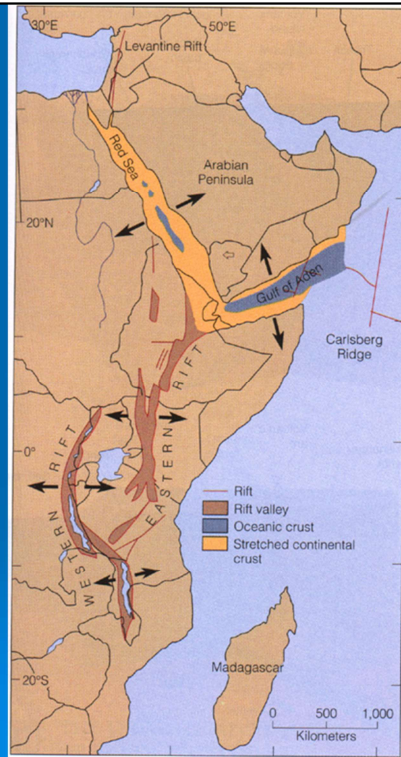 30°E
50°E
Levantine Rift
Red Sea
Arabian
Peninsula
20°N
Gulf of Aden
Carlsberg
Ridge
EASTERN RIFT
0°
WESTERN RIFT
Rift
Rift valley
Oceanic crust
Stretched continental
crust
Madagascar
20°S
0 500 1,000
Kilometers